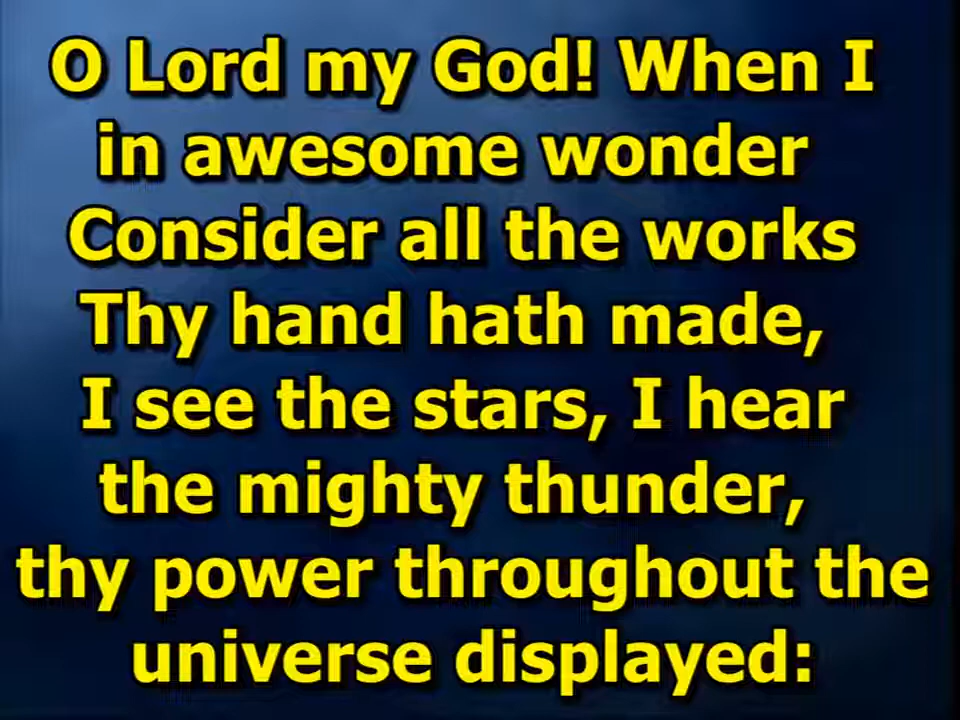 O Lord my God! When I
in awesome wonder
Consider all the works
Thy hand hath made,
I see the stars, I hear
the mighty thunder,
thy power throughout the
universe displayed: